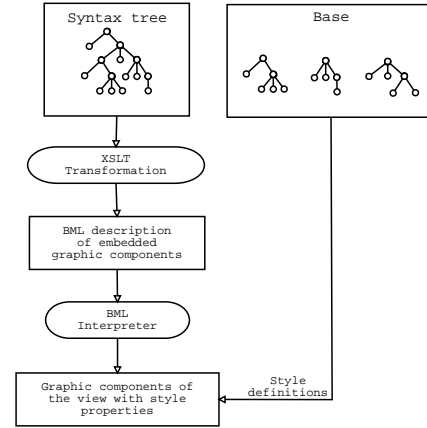 Syntax tree
Base
XSLT
Transformation
BML description
of embedded
graphic components
BML
Interpreter
Graphic components of
the view with style
properties
Style
definitions